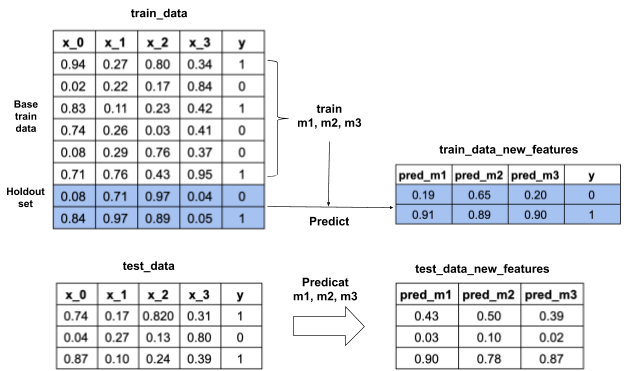 train_data
x_0 x_1 x_2 x_3 y
0.94 0.27 0.80 0.34 1
0.02 0.22 0.17 0.84 0
0.83 0.11 0.23 0.42 1
0.74 0.26 0.03 0.41 0
0.08 0.29 0.76 0.37 0
0.71 0.76 0.43 0.95 1
0.08 0.71 0.97 0.04 0
0.84 0.97 0.89 0.05 1
Base
train
data
Holdout
set
train
m1, m2, m3
Predict
train_data_new_features
pred_m1 pred_m2 pred_m3 y
0.19 0.65 0.20 0
0.91 0.89 0.90 1
test_data
x_0 x_1 x_2 x_3 y
0.74 0.17 0.820 0.31 1
0.04 0.27 0.13 0.80 0
0.87 0.10 0.24 0.39 1
Predicat
m1, m2, m3
test_data_new_features
pred_m1 pred_m2 pred_m3
0.43 0.50 0.39
0.03 0.10 0.02
0.90 0.78 0.87